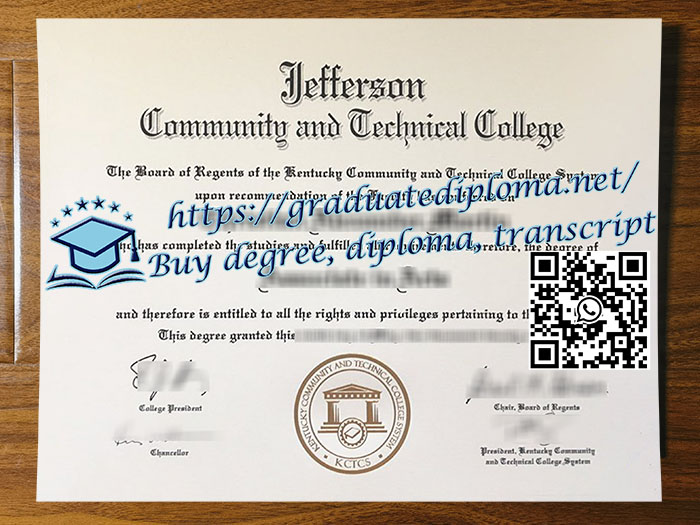 Jefferson
Community and Technical College
The Board of Regents of the Kentucky Community and Technical College System
upon recommendation of the
https://graduatediploma.net/
has completed the studies and fulfilled
the degree of
Buy degree, diploma, transcript
and therefore is entitled to all the rights and privileges pertaining to
This degree granted this
College President
Chair, Board of Regents
KENTUCKY COMMUNITY AND TECHNICAL COLLEGE SYSTEM
KCTCS
Chancellor
President, Kentucky Community
and Technical College System